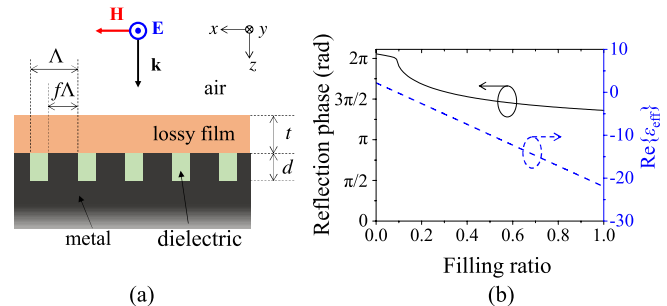 H
E
k
x
y
z
Λ
fΛ
air
lossy film
t
d
metal
dielectric
(a)
Reflection phase (rad)
2π
3π/2
π
π/2
0
0.0 0.2 0.4 0.6 0.8 1.0
Filling ratio
10
0
-10
-20
-30
Re{ε_eff}
(b)